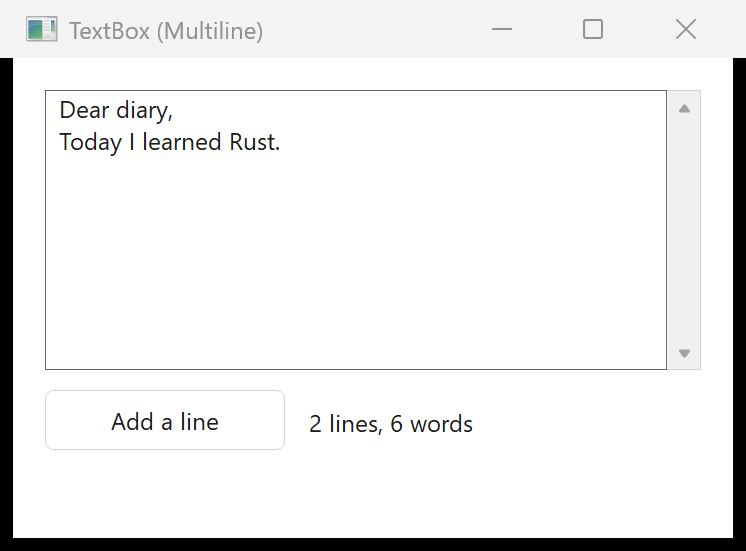 TextBox (Multiline)
Dear diary,
Today I learned Rust.
Add a line
2 lines, 6 words